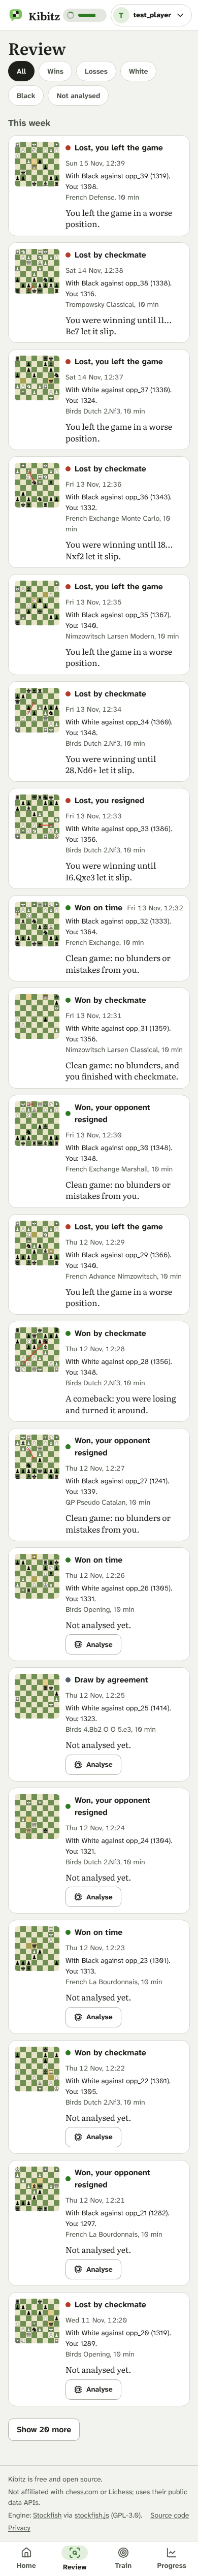 Kibitz
T test_player
Review
All
Wins
Losses
White
Black
Not analysed
This week
Lost, you left the game
Sun 15 Nov, 12:39
With Black against opp_39 (1319).
You: 1308.
French Defense, 10 min
You left the game in a worse
position.
Lost by checkmate
Sat 14 Nov, 12:38
With White against opp_38 (1338).
You: 1316.
Trompowsky Classical, 10 min
You were winning until 11...
Be7 let it slip.
Lost, you left the game
Sat 14 Nov, 12:37
With White against opp_37 (1330).
You: 1324.
Birds Dutch 2.Nf3, 10 min
You left the game in a worse
position.
Lost by checkmate
Fri 13 Nov, 12:36
With Black against opp_36 (1343).
You: 1332.
French Exchange Monte Carlo, 10
min
You were winning until 18...
Nxf2 let it slip.
Lost, you left the game
Fri 13 Nov, 12:35
With Black against opp_35 (1367).
You: 1340.
Nimzowitsch Larsen Modern, 10 min
You left the game in a worse
position.
Lost by checkmate
Fri 13 Nov, 12:34
With White against opp_34 (1360).
You: 1348.
Birds Dutch 2.Nf3, 10 min
You were winning until
28.Nd6+ let it slip.
Lost, you resigned
Fri 13 Nov, 12:33
With White against opp_33 (1386).
You: 1356.
Birds Dutch 2.Nf3, 10 min
You were winning until
16.Qxe3 let it slip.
Won on time Fri 13 Nov, 12:32
With Black against opp_32 (1333).
You: 1364.
French Exchange, 10 min
Clean game: no blunders or
mistakes from you.
Won by checkmate
Fri 13 Nov, 12:31
With White against opp_31 (1359).
You: 1356.
Nimzowitsch Larsen Classical, 10 min
Clean game: no blunders, and
you finished with checkmate.
Won, your opponent
resigned
Fri 13 Nov, 12:30
With Black against opp_30 (1348).
You: 1348.
French Exchange Marshall, 10 min
Clean game: no blunders or
mistakes from you.
Lost, you left the game
Thu 12 Nov, 12:29
With Black against opp_29 (1366).
You: 1340.
French Advance Nimzowitsch, 10 min
You left the game in a worse
position.
Won by checkmate
Thu 12 Nov, 12:28
With White against opp_28 (1356).
You: 1348.
Birds Dutch 2.Nf3, 10 min
A comeback: you were losing
and turned it around.
Won, your opponent
resigned
Thu 12 Nov, 12:27
With Black against opp_27 (1241).
You: 1339.
QP Pseudo Catalan, 10 min
Clean game: no blunders or
mistakes from you.
Won on time
Thu 12 Nov, 12:26
With White against opp_26 (1305).
You: 1331.
Birds Opening, 10 min
Not analysed yet.
Analyse
Draw by agreement
Thu 12 Nov, 12:25
With White against opp_25 (1414).
You: 1323.
Birds 4.Bb2 O O 5.e3, 10 min
Not analysed yet.
Analyse
Won, your opponent
resigned
Thu 12 Nov, 12:24
With White against opp_24 (1304).
You: 1321.
Birds Dutch 2.Nf3, 10 min
Not analysed yet.
Analyse
Won on time
Thu 12 Nov, 12:23
With Black against opp_23 (1301).
You: 1313.
French La Bourdonnais, 10 min
Not analysed yet.
Analyse
Won by checkmate
Thu 12 Nov, 12:22
With White against opp_22 (1301).
You: 1305.
Birds Dutch 2.Nf3, 10 min
Not analysed yet.
Analyse
Won, your opponent
resigned
Thu 12 Nov, 12:21
With Black against opp_21 (1282).
You: 1297.
French La Bourdonnais, 10 min
Not analysed yet.
Analyse
Lost by checkmate
Wed 11 Nov, 12:20
With White against opp_20 (1319).
You: 1289.
Birds Opening, 10 min
Not analysed yet.
Analyse
Show 20 more
Kibitz is free and open source.
Not affiliated with chess.com or Lichess; uses their public
data APIs.
Engine: Stockfish via stockfish.js (GPL-3.0). Source code
Privacy
Home
Review
Train
Progress